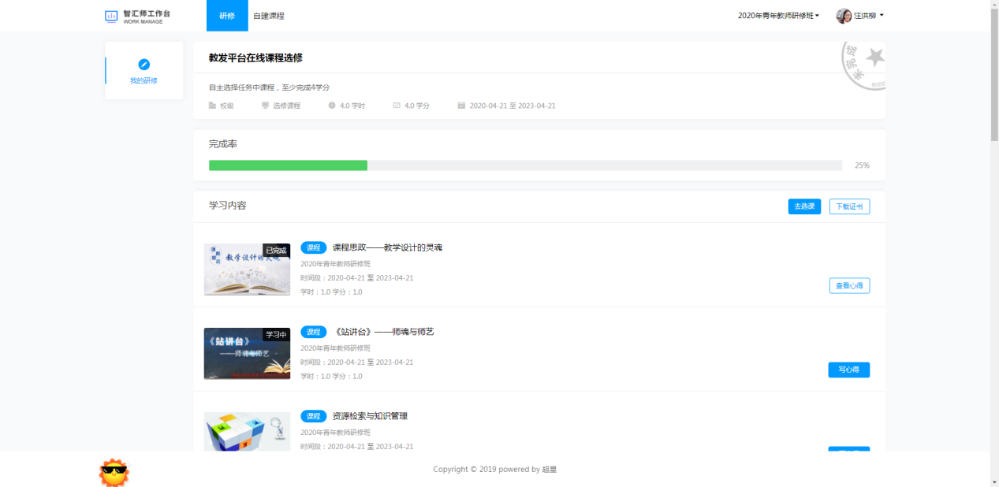 智汇师工作台
WORK MANAGE
研修
自建课程
2020年青年教师研修班
汪洪柳
我的研修
教发平台在线课程选修
未完成
自主选择任务中课程，至少完成4学分
校级
选修课程
4.0 学时
4.0 学分
2020-04-21 至 2023-04-21
完成率
25%
学习内容
去选课
下载证书
已完成
教学设计的灵魂
课程
课程思政——教学设计的灵魂
2020年青年教师研修班
时间段：2020-04-21 至 2023-04-21
学时：1.0 学分：1.0
查看心得
学习中
《站讲台》
——师魂与师艺
课程
《站讲台》——师魂与师艺
2020年青年教师研修班
时间段：2020-04-21 至 2023-04-21
学时：1.0 学分：1.0
写心得
课程
资源检索与知识管理
2020年青年教师研修班
时间段：2020-04-21 至 2023-04-21
Copyright © 2019 powered by 超星